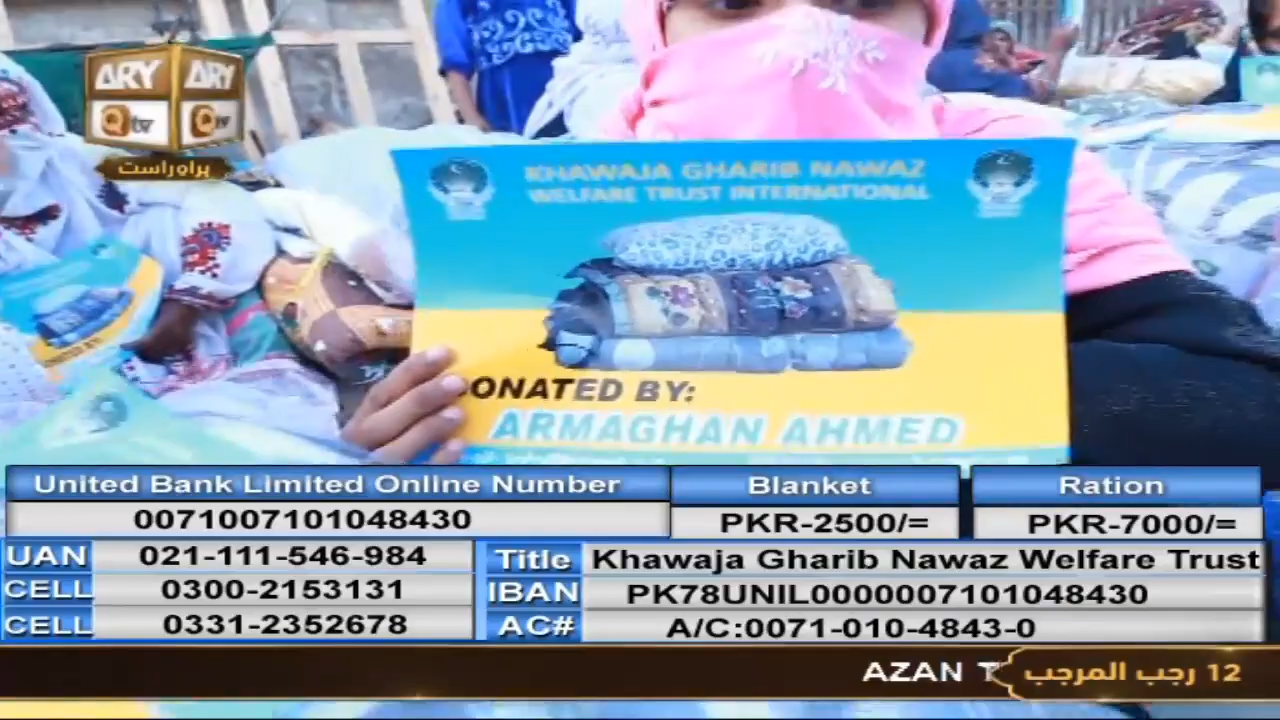 ARY
ARY
Qtv
Qtv
براہ راست
KHAWAJA GHARIB NAWAZ
WELFARE TRUST INTERNATIONAL
DONATED BY:
ARMAGHAN AHMED
United Bank Limited Online Number
Blanket
Ration
0071007101048430
PKR-2500/=
PKR-7000/=
UAN
021-111-546-984
Title
Khawaja Gharib Nawaz Welfare Trust
CELL
0300-2153131
IBAN
PK78UNIL0000007101048430
CELL
0331-2352678
AC#
A/C:0071-010-4843-0
AZAN T
12 رجب المرجب